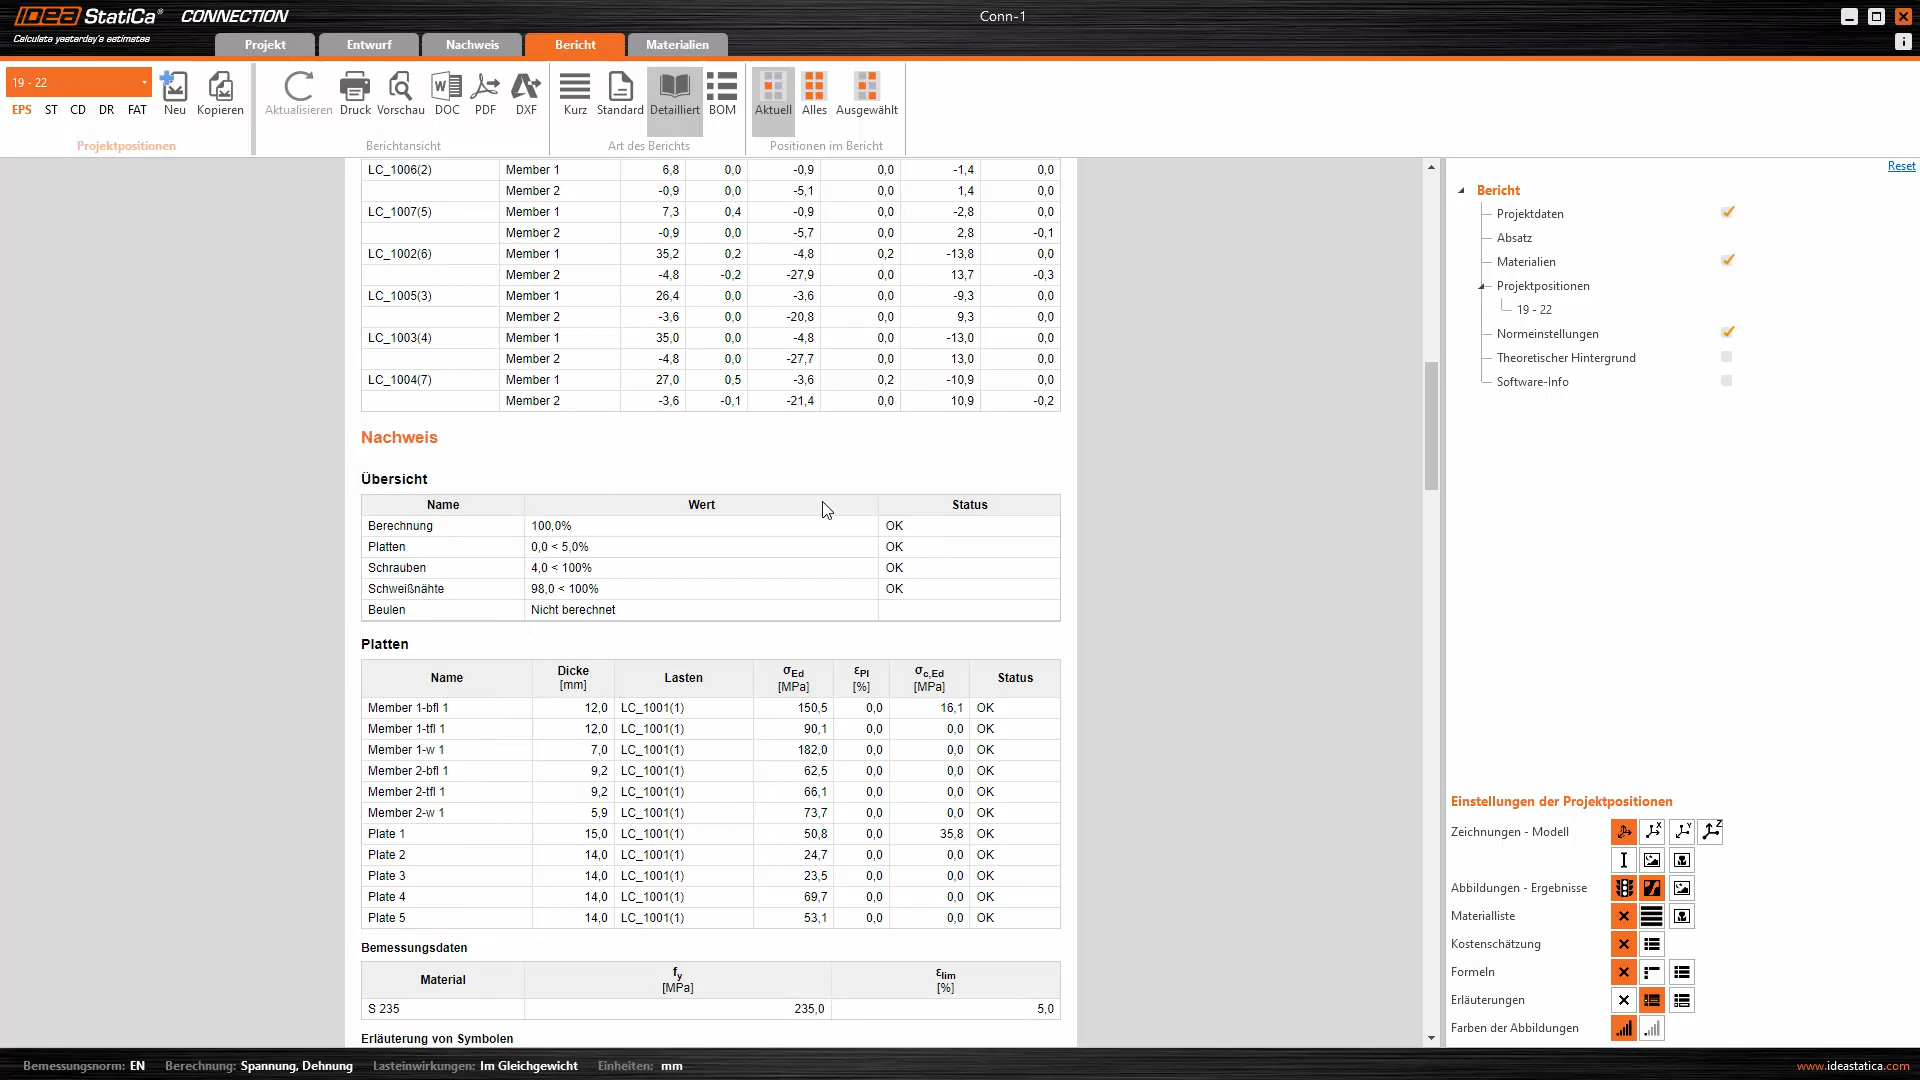 IDEA StatiCa® CONNECTION
Calculate yesterday's estimates
Conn-1
Projekt Entwurf Nachweis Bericht Materialien
19 - 22
EPS ST CD DR FAT Neu Kopieren
Projektpositionen
Aktualisieren Druck Vorschau DOC PDF DXF
Berichtansicht
Kurz Standard Detailliert BOM
Art des Berichts
Aktuell Alles Ausgewählt
Positionen im Bericht
LC_1006(2) Member 1 6,8 0,0 -0,9 0,0 -1,4 0,0
Member 2 -0,9 0,0 -5,1 0,0 1,4 0,0
LC_1007(5) Member 1 7,3 0,4 -0,9 0,0 -2,8 0,0
Member 2 -0,9 0,0 -5,7 0,0 2,8 -0,1
LC_1002(6) Member 1 35,2 0,2 -4,8 0,2 -13,8 0,0
Member 2 -4,8 -0,2 -27,9 0,0 13,7 -0,3
LC_1005(3) Member 1 26,4 0,0 -3,6 0,0 -9,3 0,0
Member 2 -3,6 0,0 -20,8 0,0 9,3 0,0
LC_1003(4) Member 1 35,0 0,0 -4,8 0,0 -13,0 0,0
Member 2 -4,8 0,0 -27,7 0,0 13,0 0,0
LC_1004(7) Member 1 27,0 0,5 -3,6 0,2 -10,9 0,0
Member 2 -3,6 -0,1 -21,4 0,0 10,9 -0,2
Nachweis
Übersicht
Name Wert Status
Berechnung 100,0% OK
Platten 0,0 < 5,0% OK
Schrauben 4,0 < 100% OK
Schweißnähte 98,0 < 100% OK
Beulen Nicht berechnet
Platten
Name Dicke [mm] Lasten σEd [MPa] εPl [%] σc,Ed [MPa] Status
Member 1-bfl 1 12,0 LC_1001(1) 150,5 0,0 16,1 OK
Member 1-tfl 1 12,0 LC_1001(1) 90,1 0,0 0,0 OK
Member 1-w 1 7,0 LC_1001(1) 182,0 0,0 0,0 OK
Member 2-bfl 1 9,2 LC_1001(1) 62,5 0,0 0,0 OK
Member 2-tfl 1 9,2 LC_1001(1) 66,1 0,0 0,0 OK
Member 2-w 1 5,9 LC_1001(1) 73,7 0,0 0,0 OK
Plate 1 15,0 LC_1001(1) 50,8 0,0 35,8 OK
Plate 2 14,0 LC_1001(1) 24,7 0,0 0,0 OK
Plate 3 14,0 LC_1001(1) 23,5 0,0 0,0 OK
Plate 4 14,0 LC_1001(1) 69,7 0,0 0,0 OK
Plate 5 14,0 LC_1001(1) 53,1 0,0 0,0 OK
Bemessungsdaten
Material fy [MPa] εlim [%]
S 235 235,0 5,0
Erläuterung von Symbolen
Reset
Bericht
Projektdaten
Absatz
Materialien
Projektpositionen
19 - 22
Normeinstellungen
Theoretischer Hintergrund
Software-Info
Einstellungen der Projektpositionen
Zeichnungen - Modell X Y Z
Abbildungen - Ergebnisse
Materialliste
Kostenschätzung
Formeln
Erläuterungen
Farben der Abbildungen
Bemessungsnorm: EN Berechnung: Spannung, Dehnung Lasteinwirkungen: Im Gleichgewicht Einheiten: mm
www.ideastatica.com